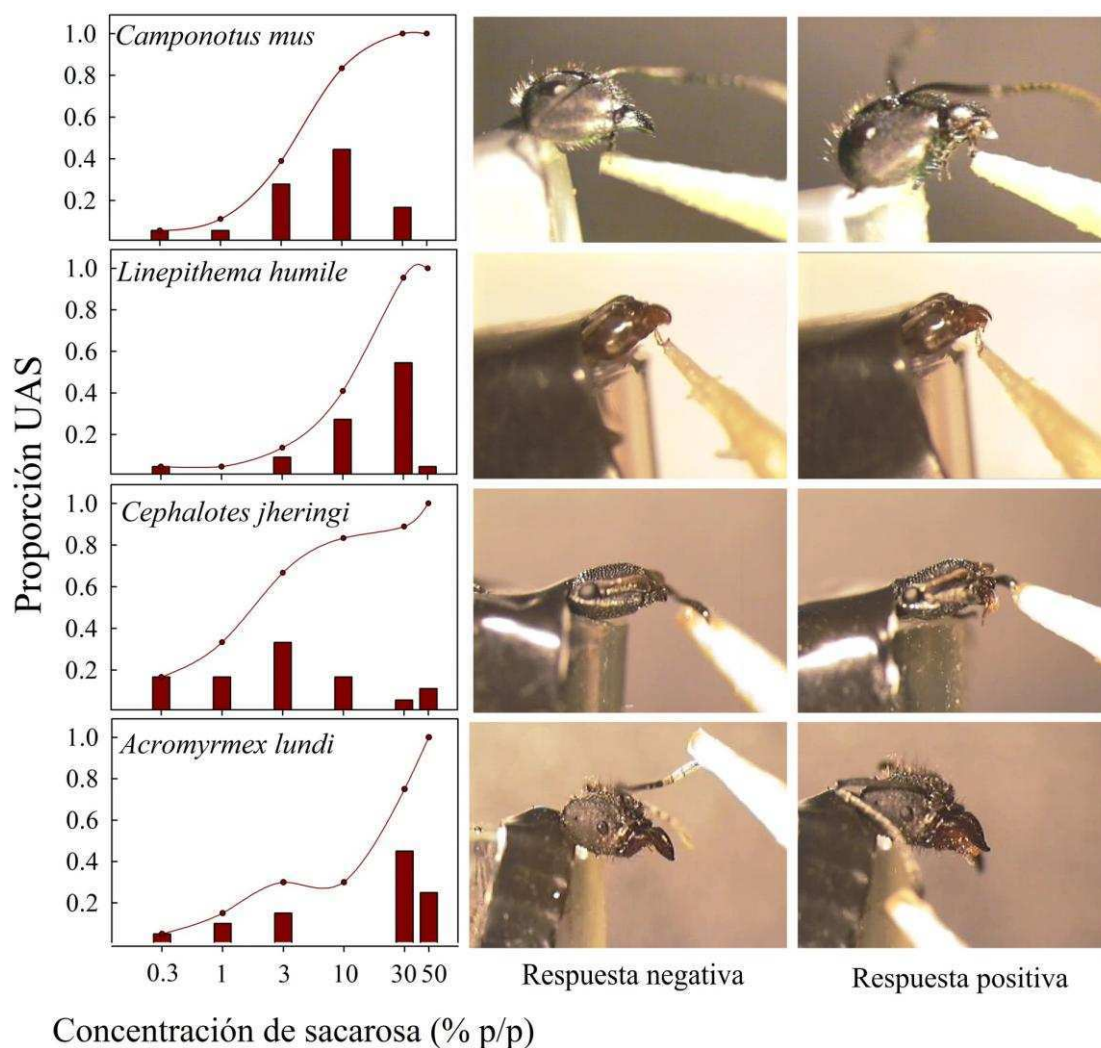 Proporción UAS
Camponotus mus
1.0
0.8
0.6
0.4
0.2
Linepithema humile
1.0
0.8
0.6
0.4
0.2
Cephalotes jheringi
1.0
0.8
0.6
0.4
0.2
Acromyrmex lundi
1.0
0.8
0.6
0.4
0.2
0.3 1 3 10 30 50
Respuesta negativa
Respuesta positiva
Concentración de sacarosa (% p/p)